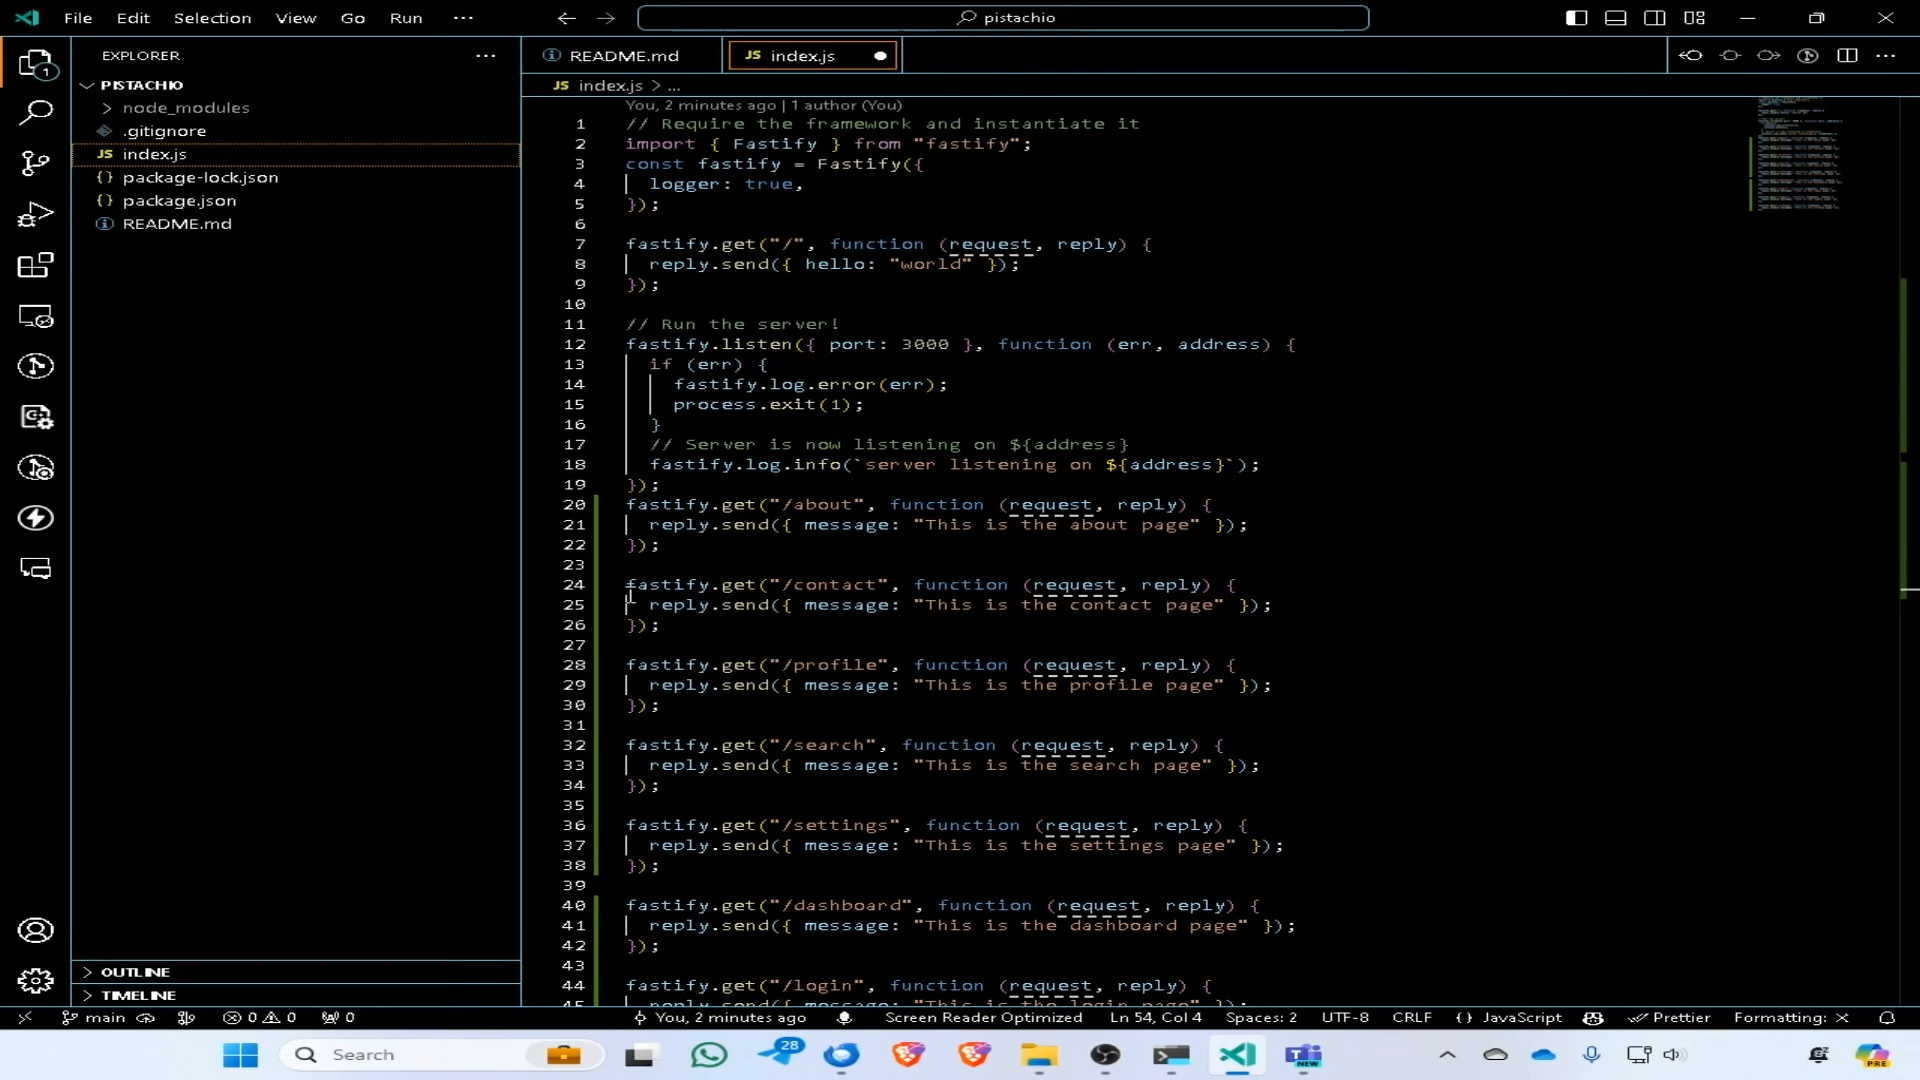 File Edit Selection View Go Run ··· pistachio
EXPLORER ···
PISTACHIO
node_modules
.gitignore
JS index.js
{} package-lock.json
{} package.json
README.md
OUTLINE
TIMELINE
README.md
JS index.js
JS index.js > ...
You, 2 minutes ago | 1 author (You)
1 // Require the framework and instantiate it
2 import { Fastify } from "fastify";
3 const fastify = Fastify({
4 logger: true,
5 });
6
7 fastify.get("/", function (request, reply) {
8 reply.send({ hello: "world" });
9 });
10
11 // Run the server!
12 fastify.listen({ port: 3000 }, function (err, address) {
13 if (err) {
14 fastify.log.error(err);
15 process.exit(1);
16 }
17 // Server is now listening on ${address}
18 fastify.log.info(`server listening on ${address}`);
19 });
20 fastify.get("/about", function (request, reply) {
21 reply.send({ message: "This is the about page" });
22 });
23
24 fastify.get("/contact", function (request, reply) {
25 reply.send({ message: "This is the contact page" });
26 });
27
28 fastify.get("/profile", function (request, reply) {
29 reply.send({ message: "This is the profile page" });
30 });
31
32 fastify.get("/search", function (request, reply) {
33 reply.send({ message: "This is the search page" });
34 });
35
36 fastify.get("/settings", function (request, reply) {
37 reply.send({ message: "This is the settings page" });
38 });
39
40 fastify.get("/dashboard", function (request, reply) {
41 reply.send({ message: "This is the dashboard page" });
42 });
43
44 fastify.get("/login", function (request, reply) {
45 reply.send({ message: "This is the login page" });
main 0 0 0 You, 2 minutes ago Screen Reader Optimized Ln 54, Col 4 Spaces: 2 UTF-8 CRLF {} JavaScript Prettier Formatting: ×
Search 28 NEW PRE